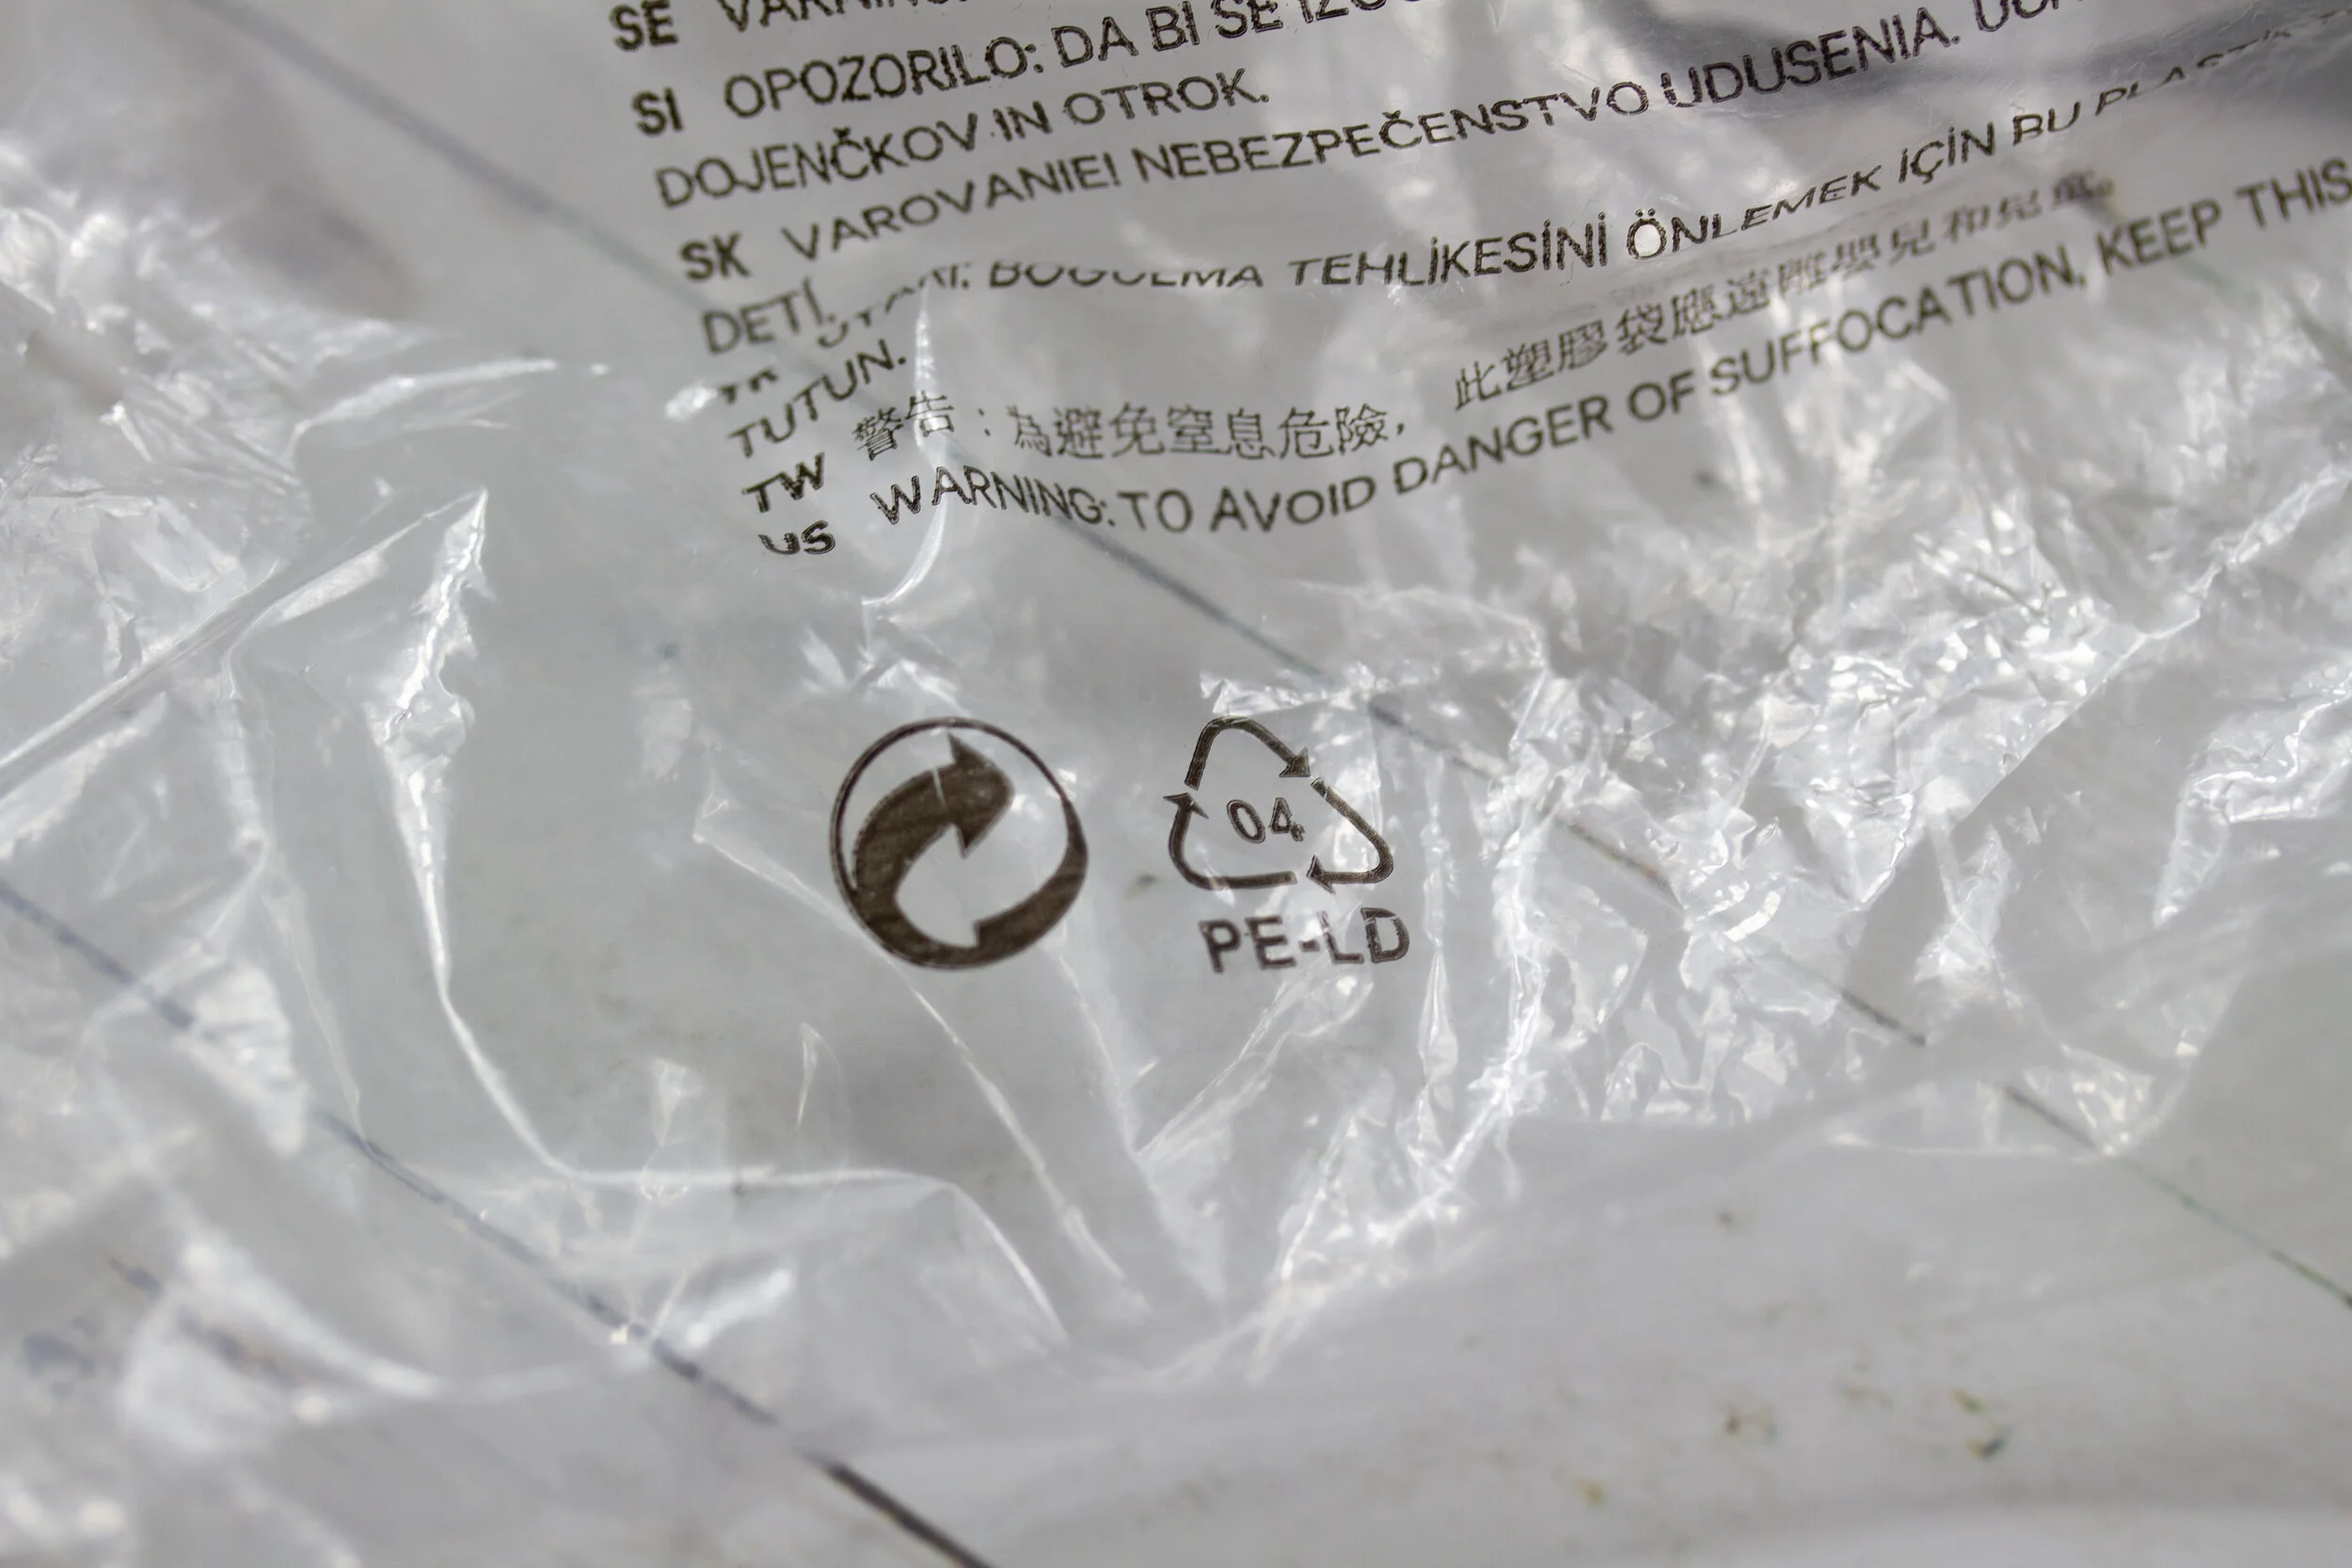 SE VARNING:
SI OPOZORILO: DA BI SE
DOJENČKOV IN OTROK.
SK VAROVANIE! NEBEZPEČENSTVO UDUSENIA.
DETÍ.
TEHLİKESİNİ ÖNLEMEK İÇİN BU
TUTUN.
TW 警告：為避免窒息危險, 此塑膠袋應遠離嬰兒和兒童。
US WARNING: TO AVOID DANGER OF SUFFOCATION, KEEP THIS
04
PE-LD